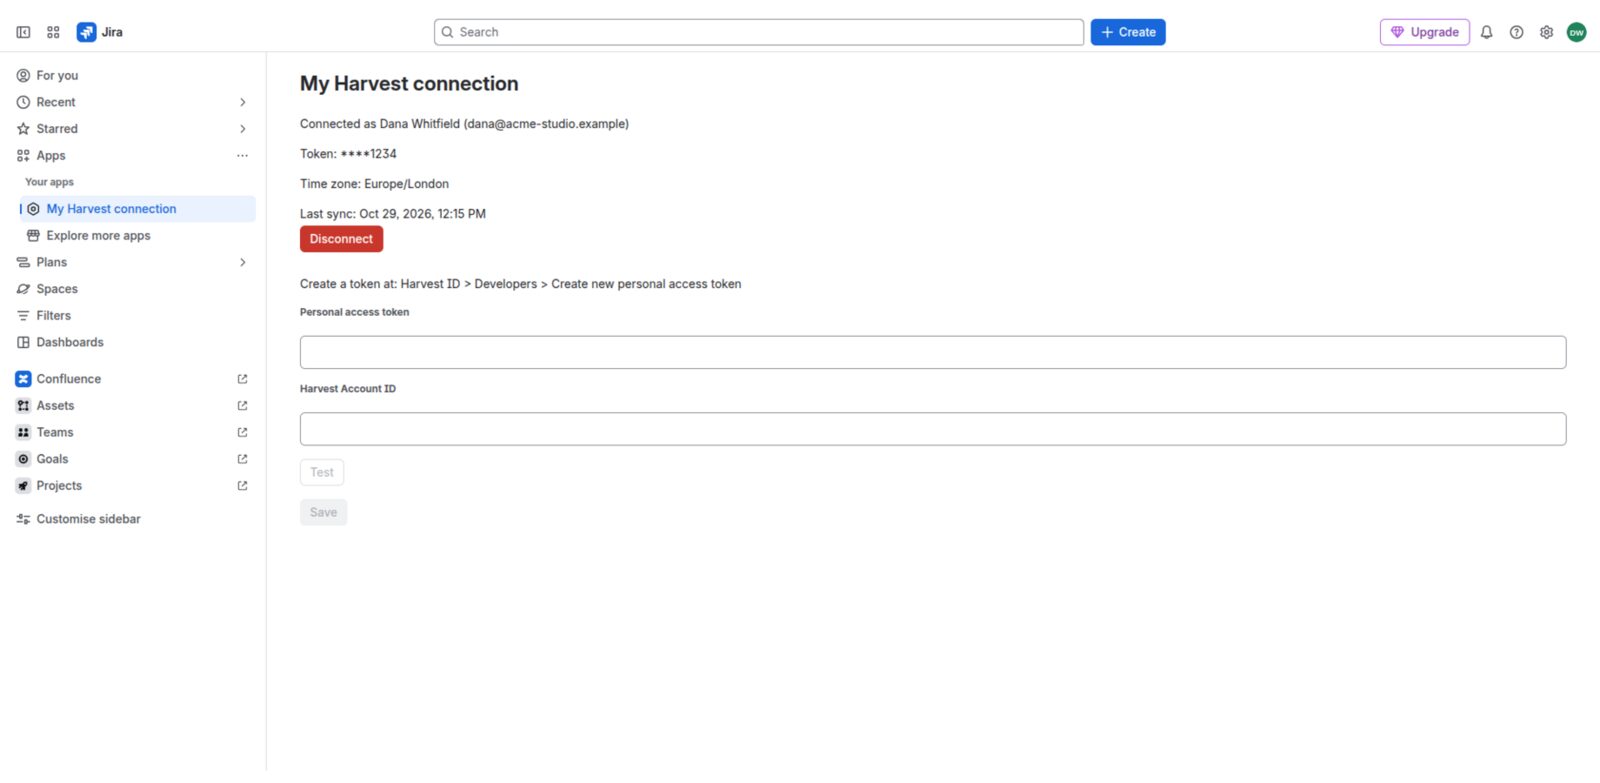 Jira
Search
Create
Upgrade
DW
For you
Recent
Starred
Apps
Your apps
My Harvest connection
Explore more apps
Plans
Spaces
Filters
Dashboards
Confluence
Assets
Teams
Goals
Projects
Customise sidebar
My Harvest connection
Connected as Dana Whitfield (dana@acme-studio.example)
Token: ****1234
Time zone: Europe/London
Last sync: Oct 29, 2026, 12:15 PM
Disconnect
Create a token at: Harvest ID > Developers > Create new personal access token
Personal access token
Harvest Account ID
Test
Save